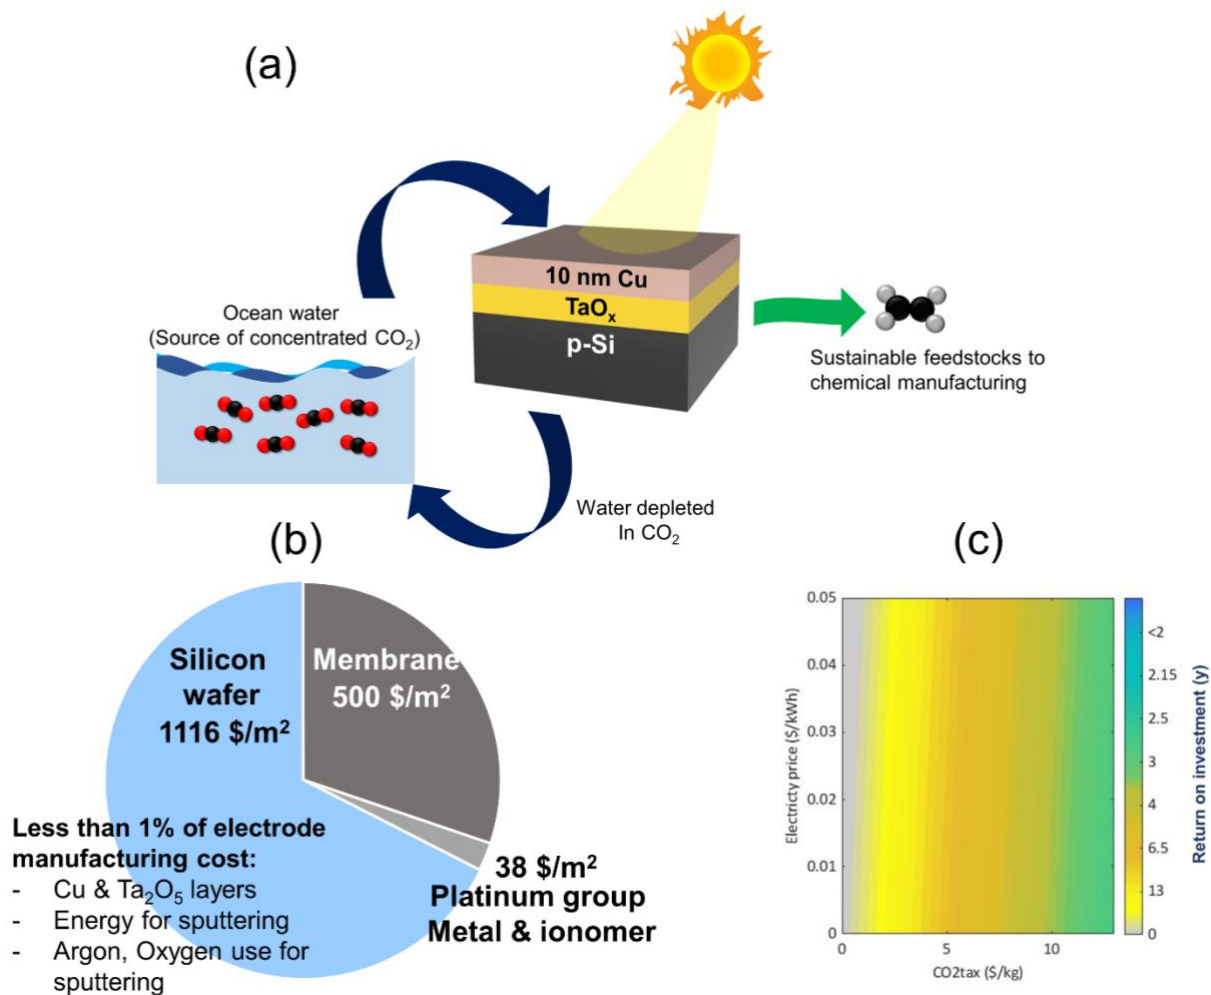 (a)
10 nm Cu
TaOₓ
p-Si
Ocean water
(Source of concentrated CO₂)
Sustainable feedstocks to
chemical manufacturing
Water depleted
In CO₂
(b)
Silicon
wafer
1116 $/m²
Membrane
500 $/m²
Less than 1% of electrode
manufacturing cost:
- Cu & Ta₂O₅ layers
- Energy for sputtering
- Argon, Oxygen use for
sputtering
38 $/m²
Platinum group
Metal & ionomer
(c)
0.05
0.04
0.03
0.02
0.01
0
Electricty price ($/kWh)
0 5 10
CO2tax ($/kg)
<2
2.15
2.5
3
4
6.5
13
0
Return on investment (y)